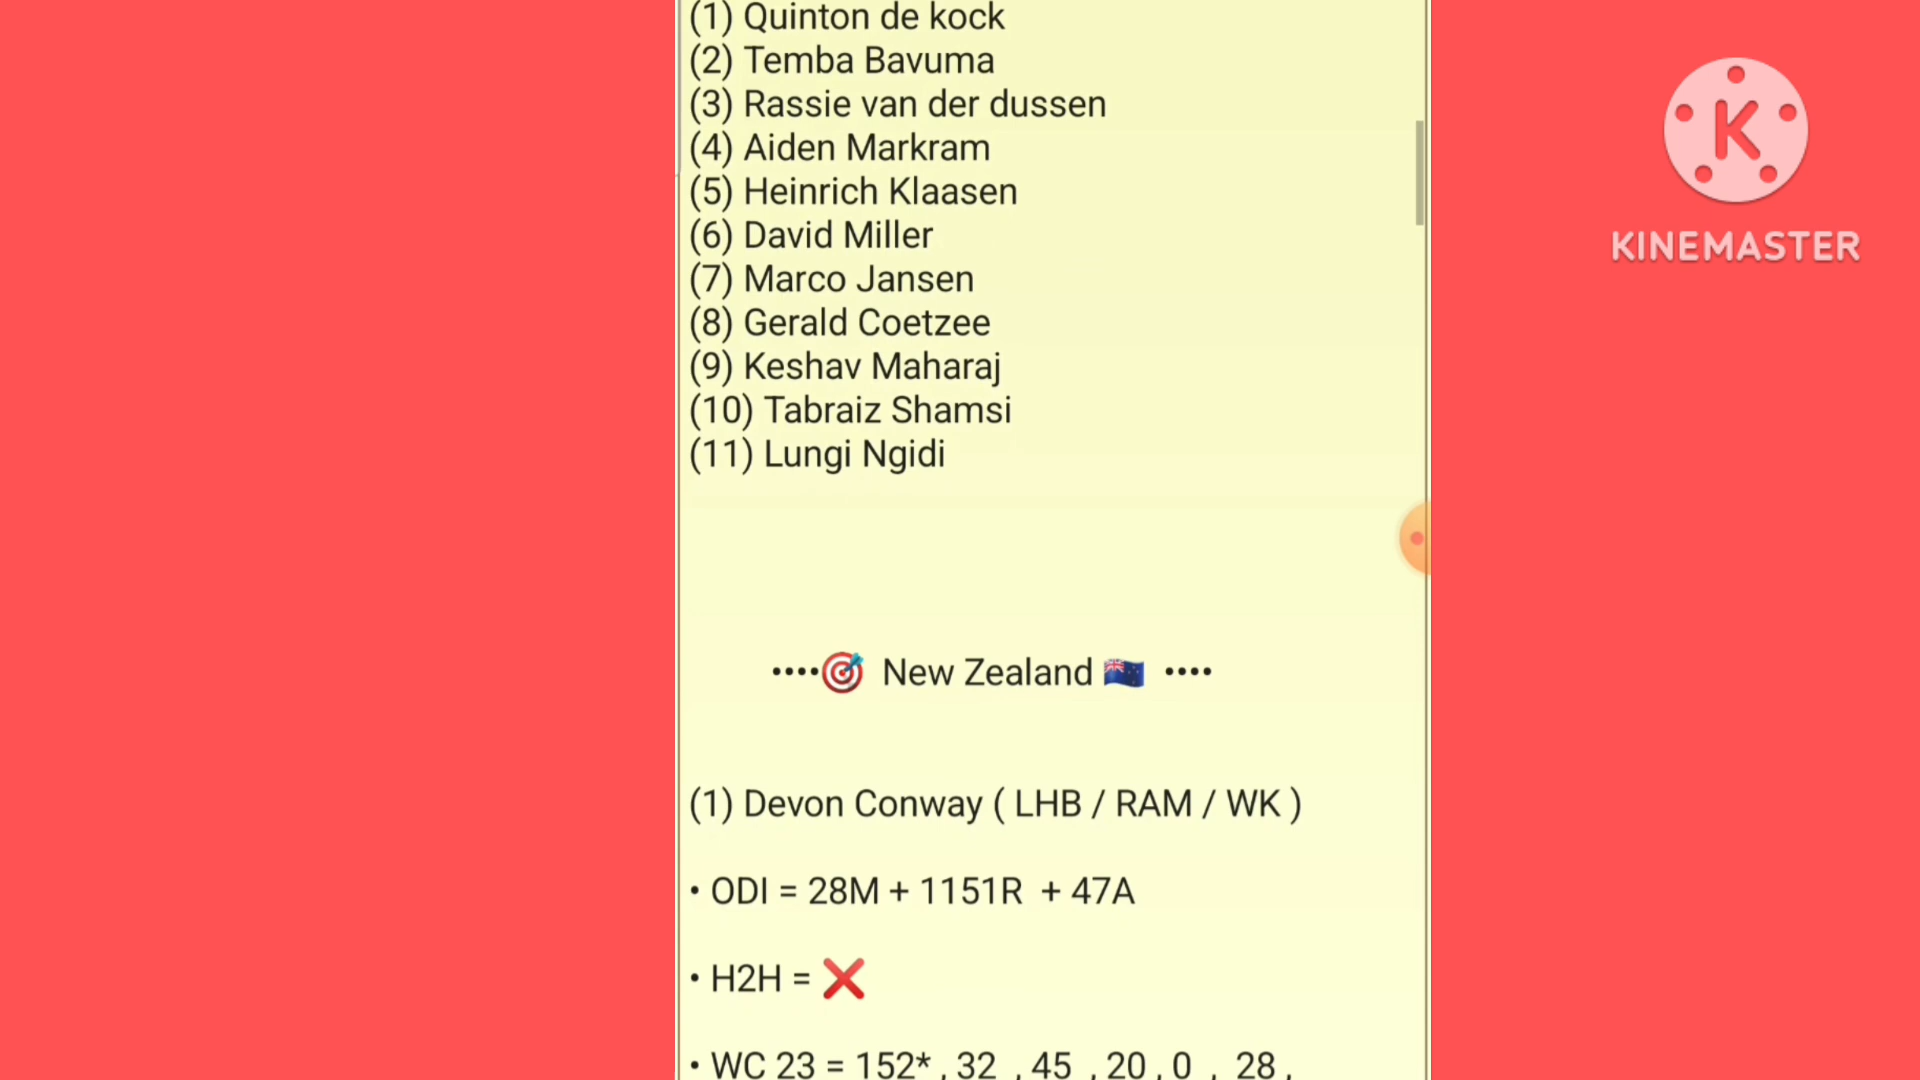 (1) Quinton de kock
(2) Temba Bavuma
(3) Rassie van der dussen
(4) Aiden Markram
(5) Heinrich Klaasen
(6) David Miller
(7) Marco Jansen
(8) Gerald Coetzee
(9) Keshav Maharaj
(10) Tabraiz Shamsi
(11) Lungi Ngidi
K
KINEMASTER
••••🎯 New Zealand 🇳🇿 ••••
(1) Devon Conway ( LHB / RAM / WK )
• ODI = 28M + 1151R + 47A
• H2H = ❌
• WC 23 = 152* , 32 , 45 , 20 , 0 , 28 ,